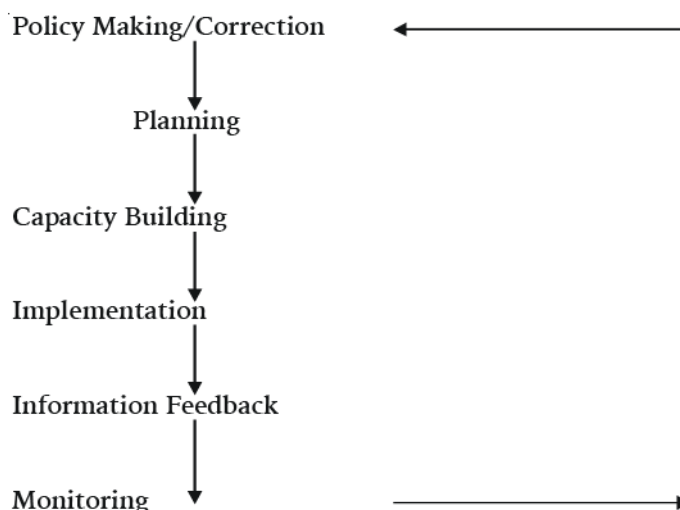 Policy Making/Correction
Planning
Capacity Building
Implementation
Information Feedback
Monitoring